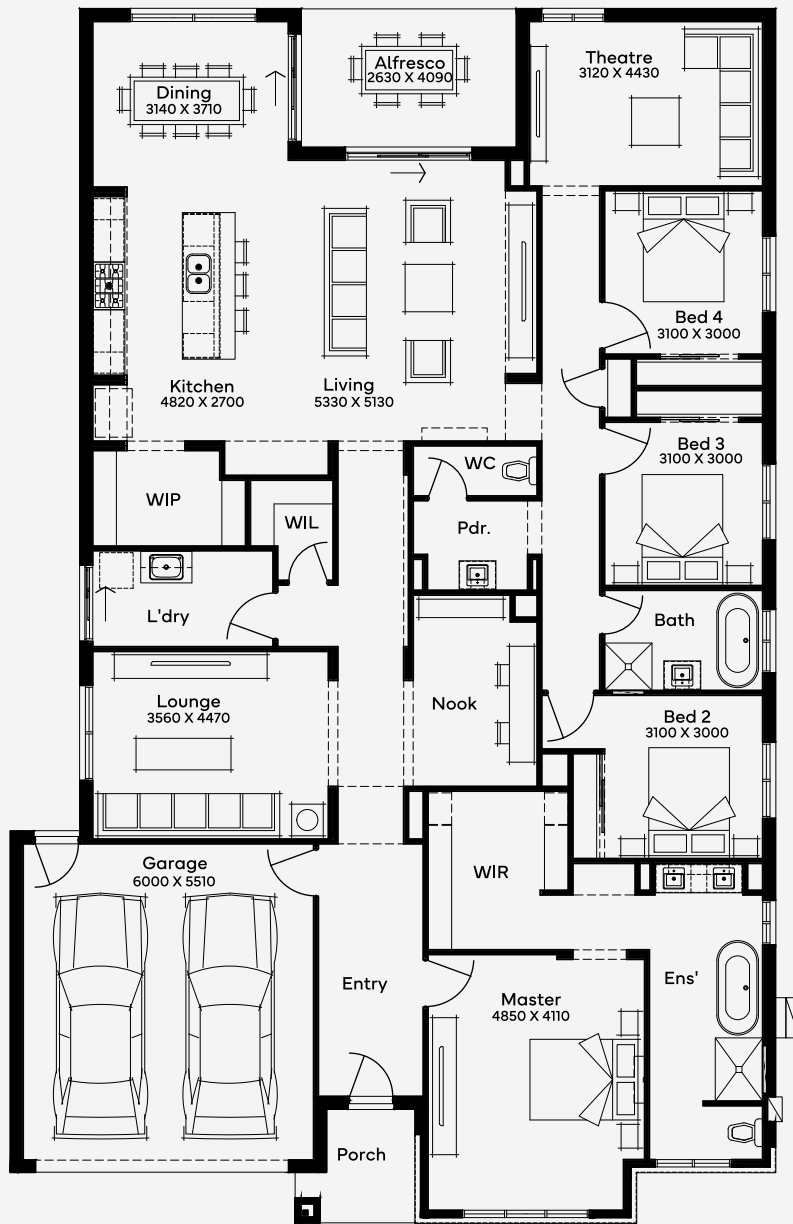 Alfresco
2630 X 4090
Theatre
3120 X 4430
Dining
3140 X 3710
Bed 4
3100 X 3000
Kitchen
4820 X 2700
Living
5330 X 5130
Bed 3
3100 X 3000
WC
WIP
WIL
Pdr.
L'dry
Bath
Lounge
3560 X 4470
Nook
Bed 2
3100 X 3000
Garage
6000 X 5510
WIR
Entry
Ens'
Master
4850 X 4110
Porch